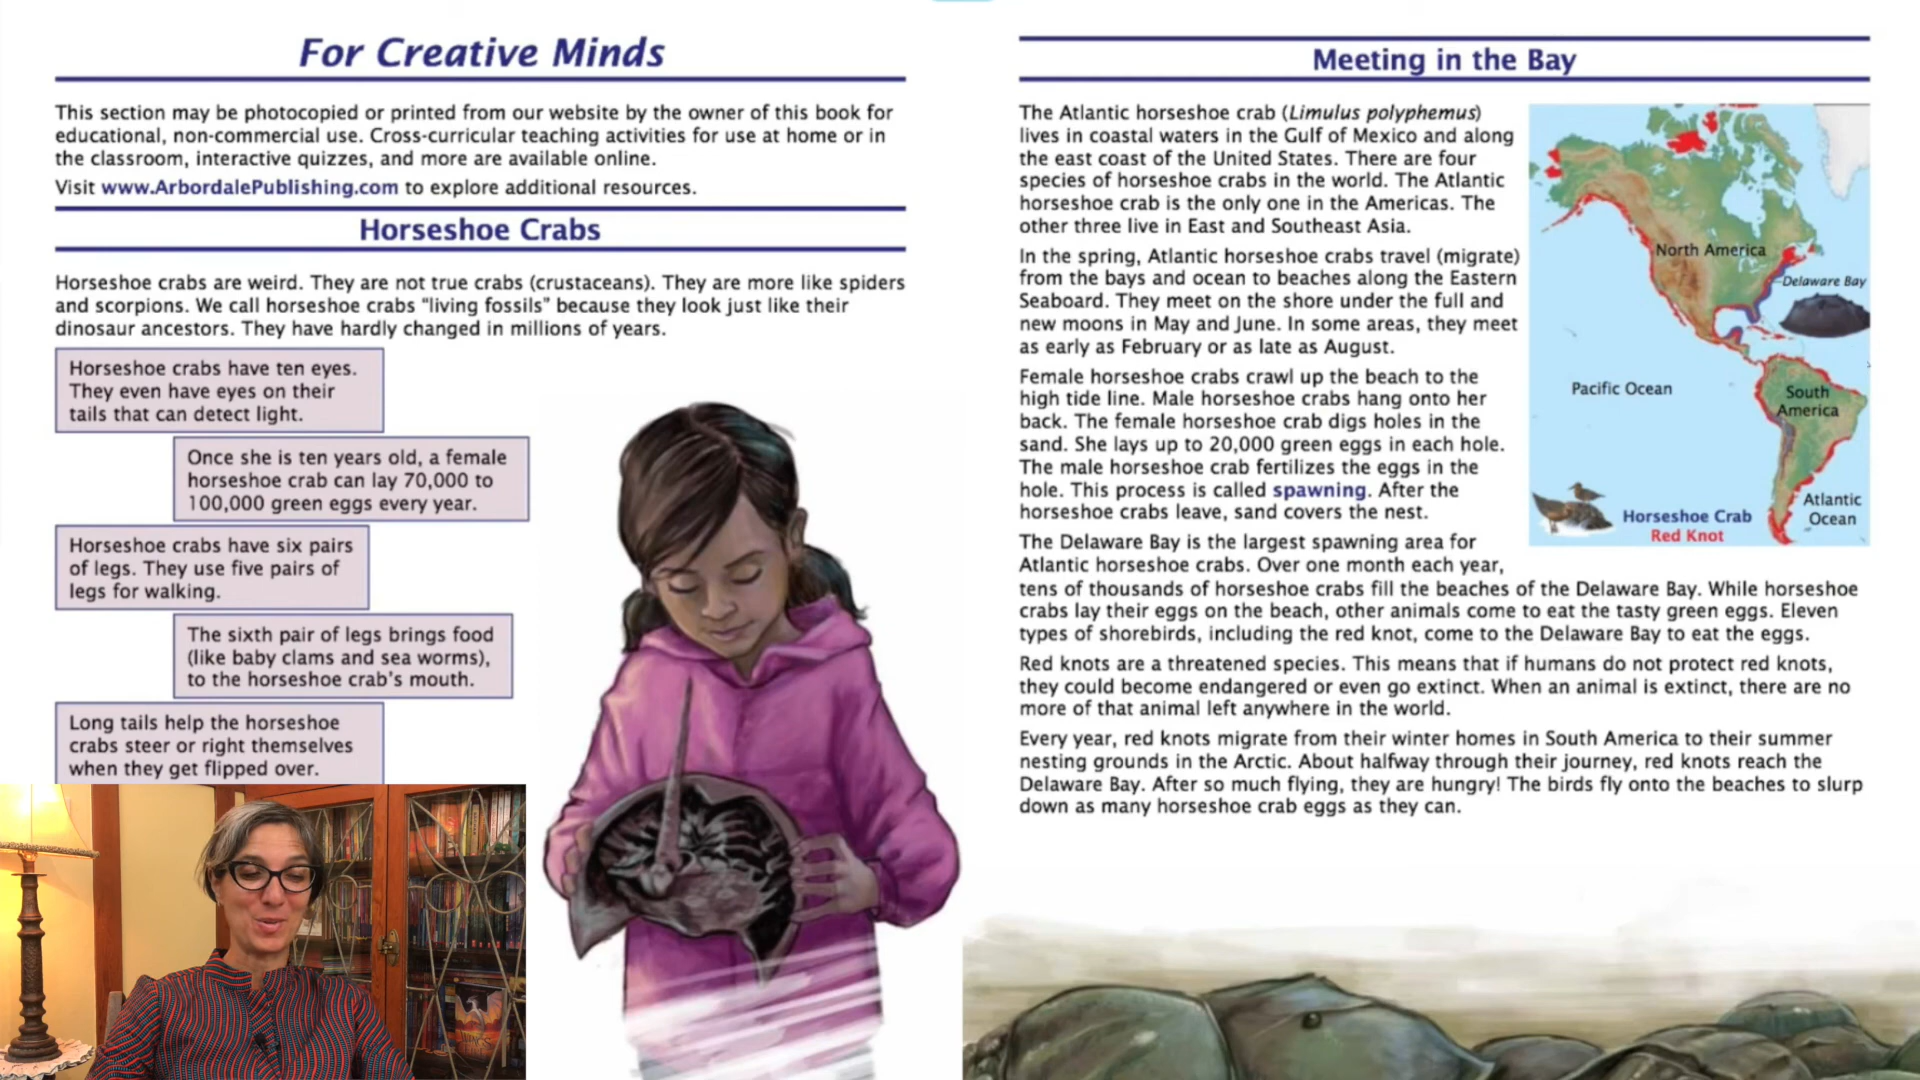 For Creative Minds
This section may be photocopied or printed from our website by the owner of this book for
educational, non-commercial use. Cross-curricular teaching activities for use at home or in
the classroom, interactive quizzes, and more are available online.
Visit www.ArbordalePublishing.com to explore additional resources.
Horseshoe Crabs
Horseshoe crabs are weird. They are not true crabs (crustaceans). They are more like spiders
and scorpions. We call horseshoe crabs “living fossils” because they look just like their
dinosaur ancestors. They have hardly changed in millions of years.
Horseshoe crabs have ten eyes.
They even have eyes on their
tails that can detect light.
Once she is ten years old, a female
horseshoe crab can lay 70,000 to
100,000 green eggs every year.
Horseshoe crabs have six pairs
of legs. They use five pairs of
legs for walking.
The sixth pair of legs brings food
(like baby clams and sea worms),
to the horseshoe crab’s mouth.
Long tails help the horseshoe
crabs steer or right themselves
when they get flipped over.
Meeting in the Bay
The Atlantic horseshoe crab (Limulus polyphemus)
lives in coastal waters in the Gulf of Mexico and along
the east coast of the United States. There are four
species of horseshoe crabs in the world. The Atlantic
horseshoe crab is the only one in the Americas. The
other three live in East and Southeast Asia.
In the spring, Atlantic horseshoe crabs travel (migrate)
from the bays and ocean to beaches along the Eastern
Seaboard. They meet on the shore under the full and
new moons in May and June. In some areas, they meet
as early as February or as late as August.
Female horseshoe crabs crawl up the beach to the
high tide line. Male horseshoe crabs hang onto her
back. The female horseshoe crab digs holes in the
sand. She lays up to 20,000 green eggs in each hole.
The male horseshoe crab fertilizes the eggs in the
hole. This process is called spawning. After the
horseshoe crabs leave, sand covers the nest.
The Delaware Bay is the largest spawning area for
Atlantic horseshoe crabs. Over one month each year,
tens of thousands of horseshoe crabs fill the beaches of the Delaware Bay. While horseshoe
crabs lay their eggs on the beach, other animals come to eat the tasty green eggs. Eleven
types of shorebirds, including the red knot, come to the Delaware Bay to eat the eggs.
Red knots are a threatened species. This means that if humans do not protect red knots,
they could become endangered or even go extinct. When an animal is extinct, there are no
more of that animal left anywhere in the world.
Every year, red knots migrate from their winter homes in South America to their summer
nesting grounds in the Arctic. About halfway through their journey, red knots reach the
Delaware Bay. After so much flying, they are hungry! The birds fly onto the beaches to slurp
down as many horseshoe crab eggs as they can.
North America
Delaware Bay
Pacific Ocean
South
America
Atlantic
Ocean
Horseshoe Crab
Red Knot